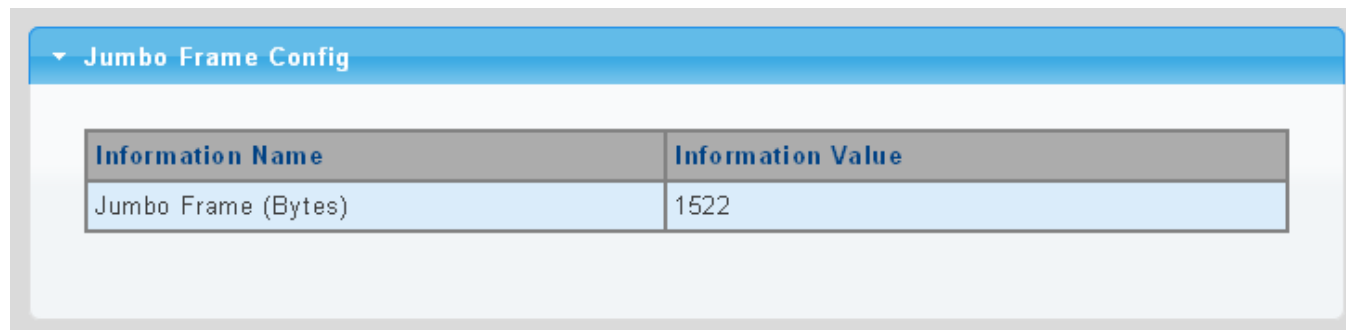 Jumbo Frame Config
Information Name Information Value
Jumbo Frame (Bytes) 1522